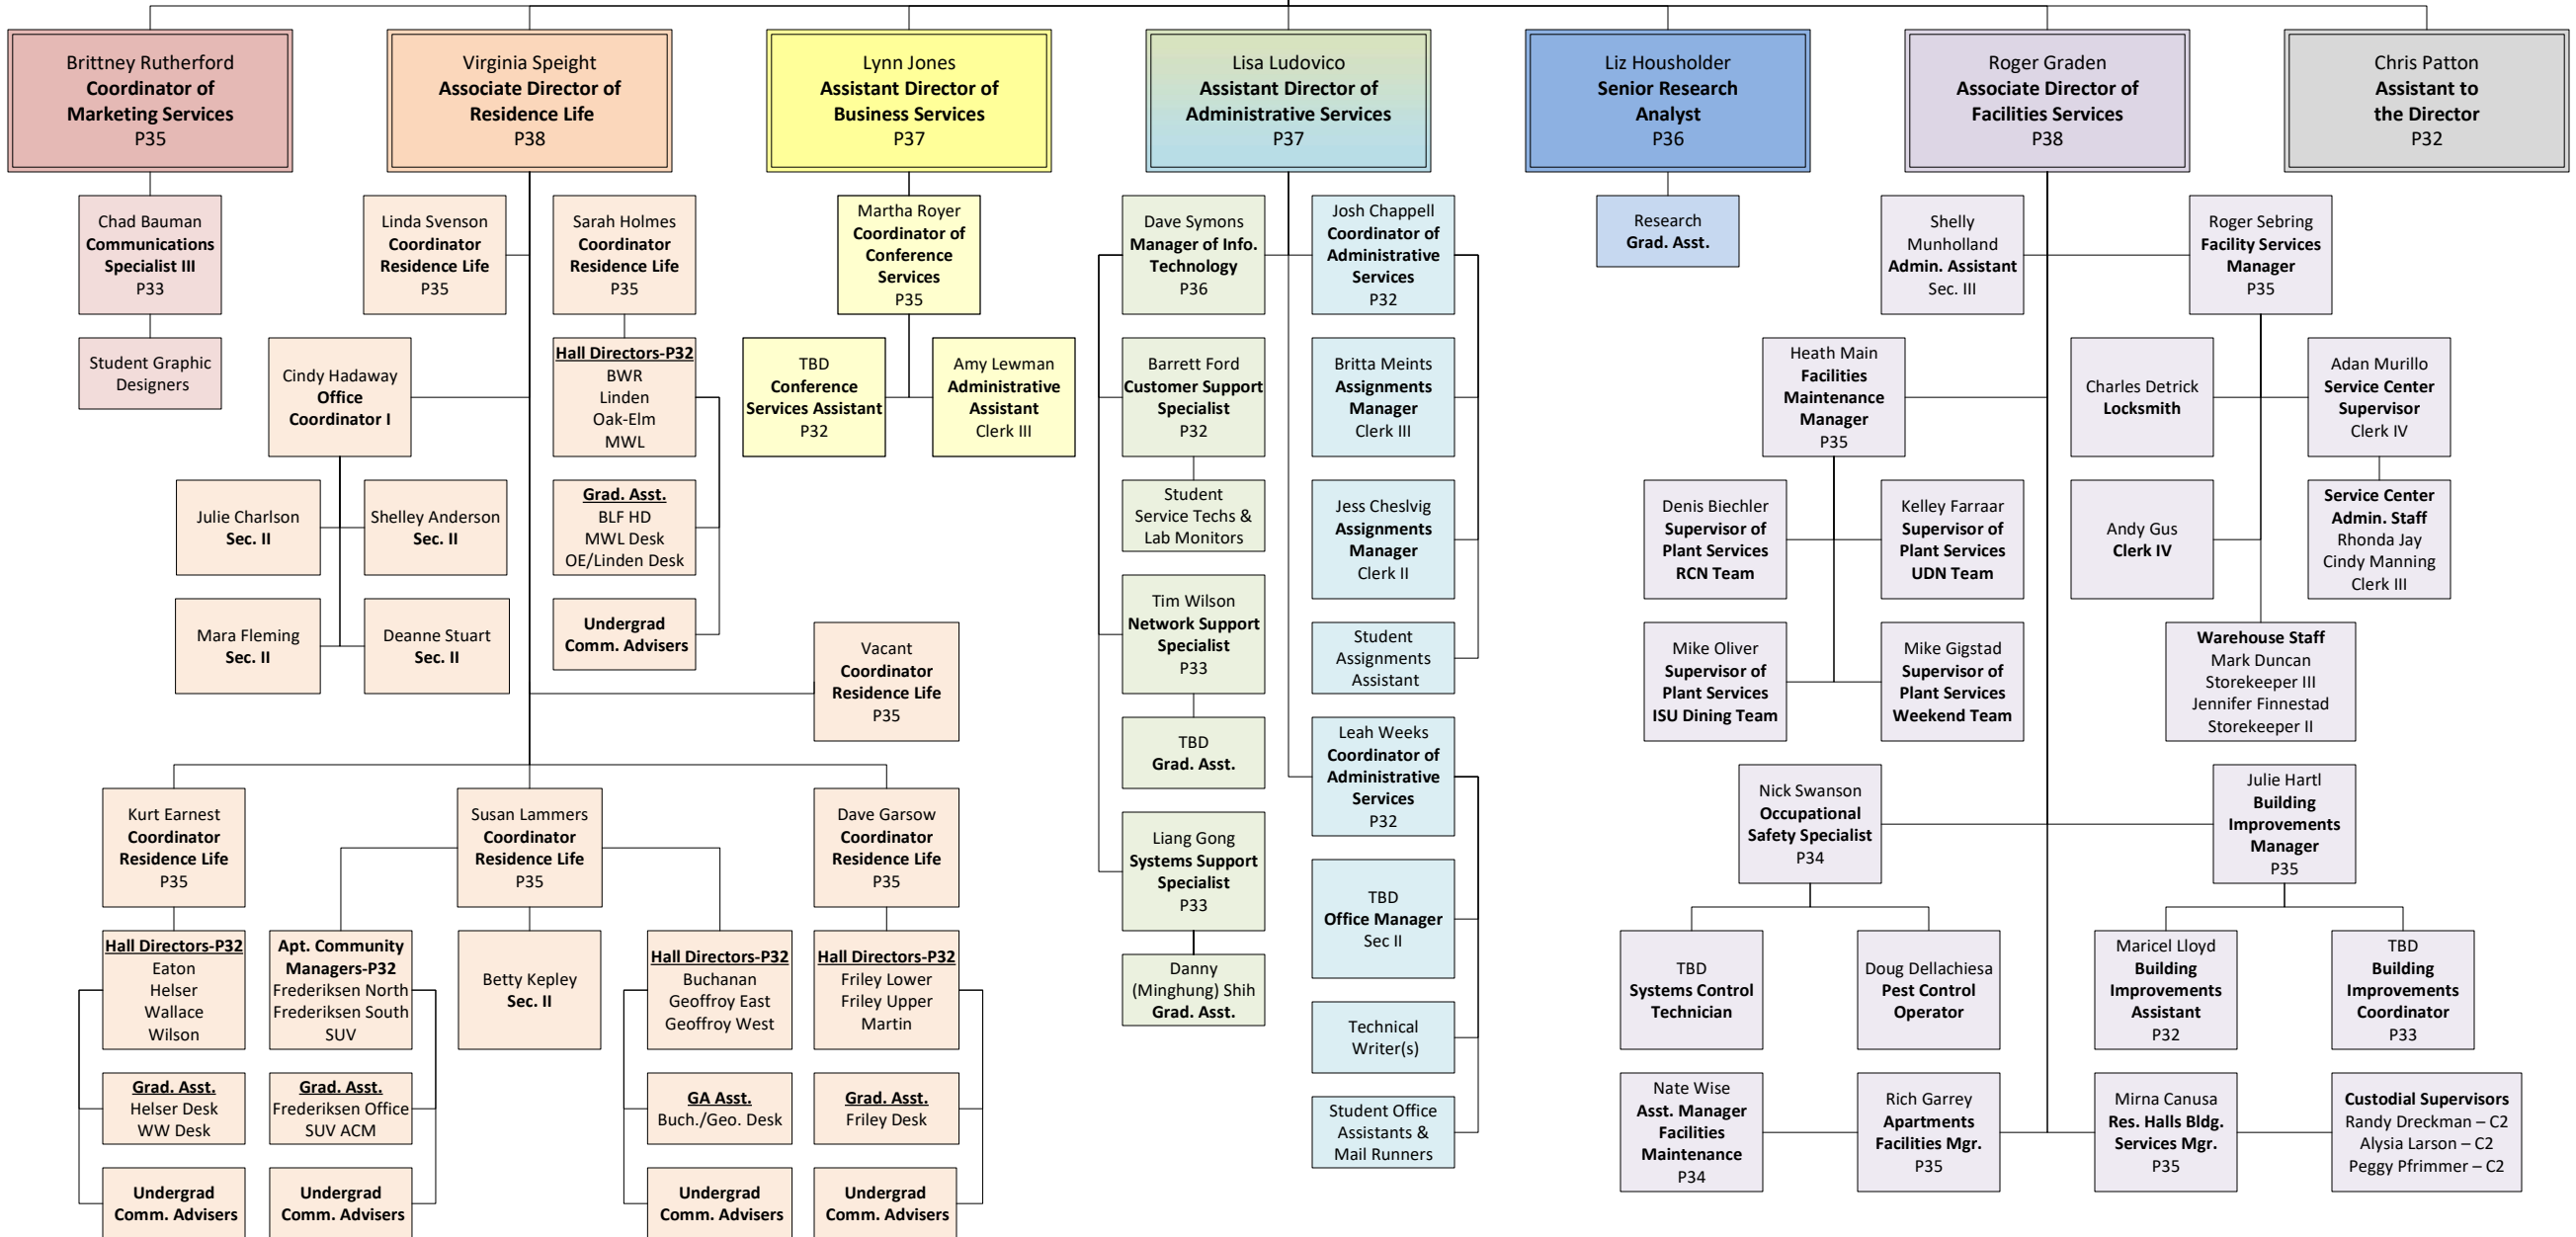 Brittney Rutherford
Coordinator of
Marketing Services
P35
Virginia Speight
Associate Director of
Residence Life
P38
Lynn Jones
Assistant Director of
Business Services
P37
Lisa Ludovico
Assistant Director of
Administrative Services
P37
Liz Housholder
Senior Research
Analyst
P36
Roger Graden
Associate Director of
Facilities Services
P38
Chris Patton
Assistant to
the Director
P32
Chad Bauman
Communications
Specialist III
P33
Student Graphic
Designers
Linda Svenson
Coordinator
Residence Life
P35
Sarah Holmes
Coordinator
Residence Life
P35
Cindy Hadaway
Office
Coordinator I
Hall Directors-P32
BWR
Linden
Oak-Elm
MWL
Julie Charlson
Sec. II
Shelley Anderson
Sec. II
Grad. Asst.
BLF HD
MWL Desk
OE/Linden Desk
Mara Fleming
Sec. II
Deanne Stuart
Sec. II
Undergrad
Comm. Advisers
Vacant
Coordinator
Residence Life
P35
Kurt Earnest
Coordinator
Residence Life
P35
Susan Lammers
Coordinator
Residence Life
P35
Dave Garsow
Coordinator
Residence Life
P35
Hall Directors-P32
Eaton
Helser
Wallace
Wilson
Apt. Community
Managers-P32
Frederiksen North
Frederiksen South
SUV
Betty Kepley
Sec. II
Hall Directors-P32
Buchanan
Geoffroy East
Geoffroy West
Hall Directors-P32
Friley Lower
Friley Upper
Martin
Grad. Asst.
Helser Desk
WW Desk
Grad. Asst.
Frederiksen Office
SUV ACM
GA Asst.
Buch./Geo. Desk
Grad. Asst.
Friley Desk
Undergrad
Comm. Advisers
Undergrad
Comm. Advisers
Undergrad
Comm. Advisers
Undergrad
Comm. Advisers
Martha Royer
Coordinator of
Conference
Services
P35
TBD
Conference
Services Assistant
P32
Amy Lewman
Administrative
Assistant
Clerk III
Dave Symons
Manager of Info.
Technology
P36
Barrett Ford
Customer Support
Specialist
P32
Student
Service Techs &
Lab Monitors
Tim Wilson
Network Support
Specialist
P33
TBD
Grad. Asst.
Liang Gong
Systems Support
Specialist
P33
Danny
(Minghung) Shih
Grad. Asst.
Josh Chappell
Coordinator of
Administrative
Services
P32
Britta Meints
Assignments
Manager
Clerk III
Jess Cheslvig
Assignments
Manager
Clerk II
Student
Assignments
Assistant
Leah Weeks
Coordinator of
Administrative
Services
P32
TBD
Office Manager
Sec II
Technical
Writer(s)
Student Office
Assistants &
Mail Runners
Research
Grad. Asst.
Shelly
Munholland
Admin. Assistant
Sec. III
Roger Sebring
Facility Services
Manager
P35
Heath Main
Facilities
Maintenance
Manager
P35
Charles Detrick
Locksmith
Adan Murillo
Service Center
Supervisor
Clerk IV
Denis Biechler
Supervisor of
Plant Services
RCN Team
Kelley Farraar
Supervisor of
Plant Services
UDN Team
Andy Gus
Clerk IV
Service Center
Admin. Staff
Rhonda Jay
Cindy Manning
Clerk III
Mike Oliver
Supervisor of
Plant Services
ISU Dining Team
Mike Gigstad
Supervisor of
Plant Services
Weekend Team
Warehouse Staff
Mark Duncan
Storekeeper III
Jennifer Finnestad
Storekeeper II
Nick Swanson
Occupational
Safety Specialist
P34
Julie Hartl
Building
Improvements
Manager
P35
TBD
Systems Control
Technician
Doug Dellachiesa
Pest Control
Operator
Maricel Lloyd
Building
Improvements
Assistant
P32
TBD
Building
Improvements
Coordinator
P33
Nate Wise
Asst. Manager
Facilities
Maintenance
P34
Rich Garrey
Apartments
Facilities Mgr.
P35
Mirna Canusa
Res. Halls Bldg.
Services Mgr.
P35
Custodial Supervisors
Randy Dreckman – C2
Alysia Larson – C2
Peggy Pfrimmer – C2